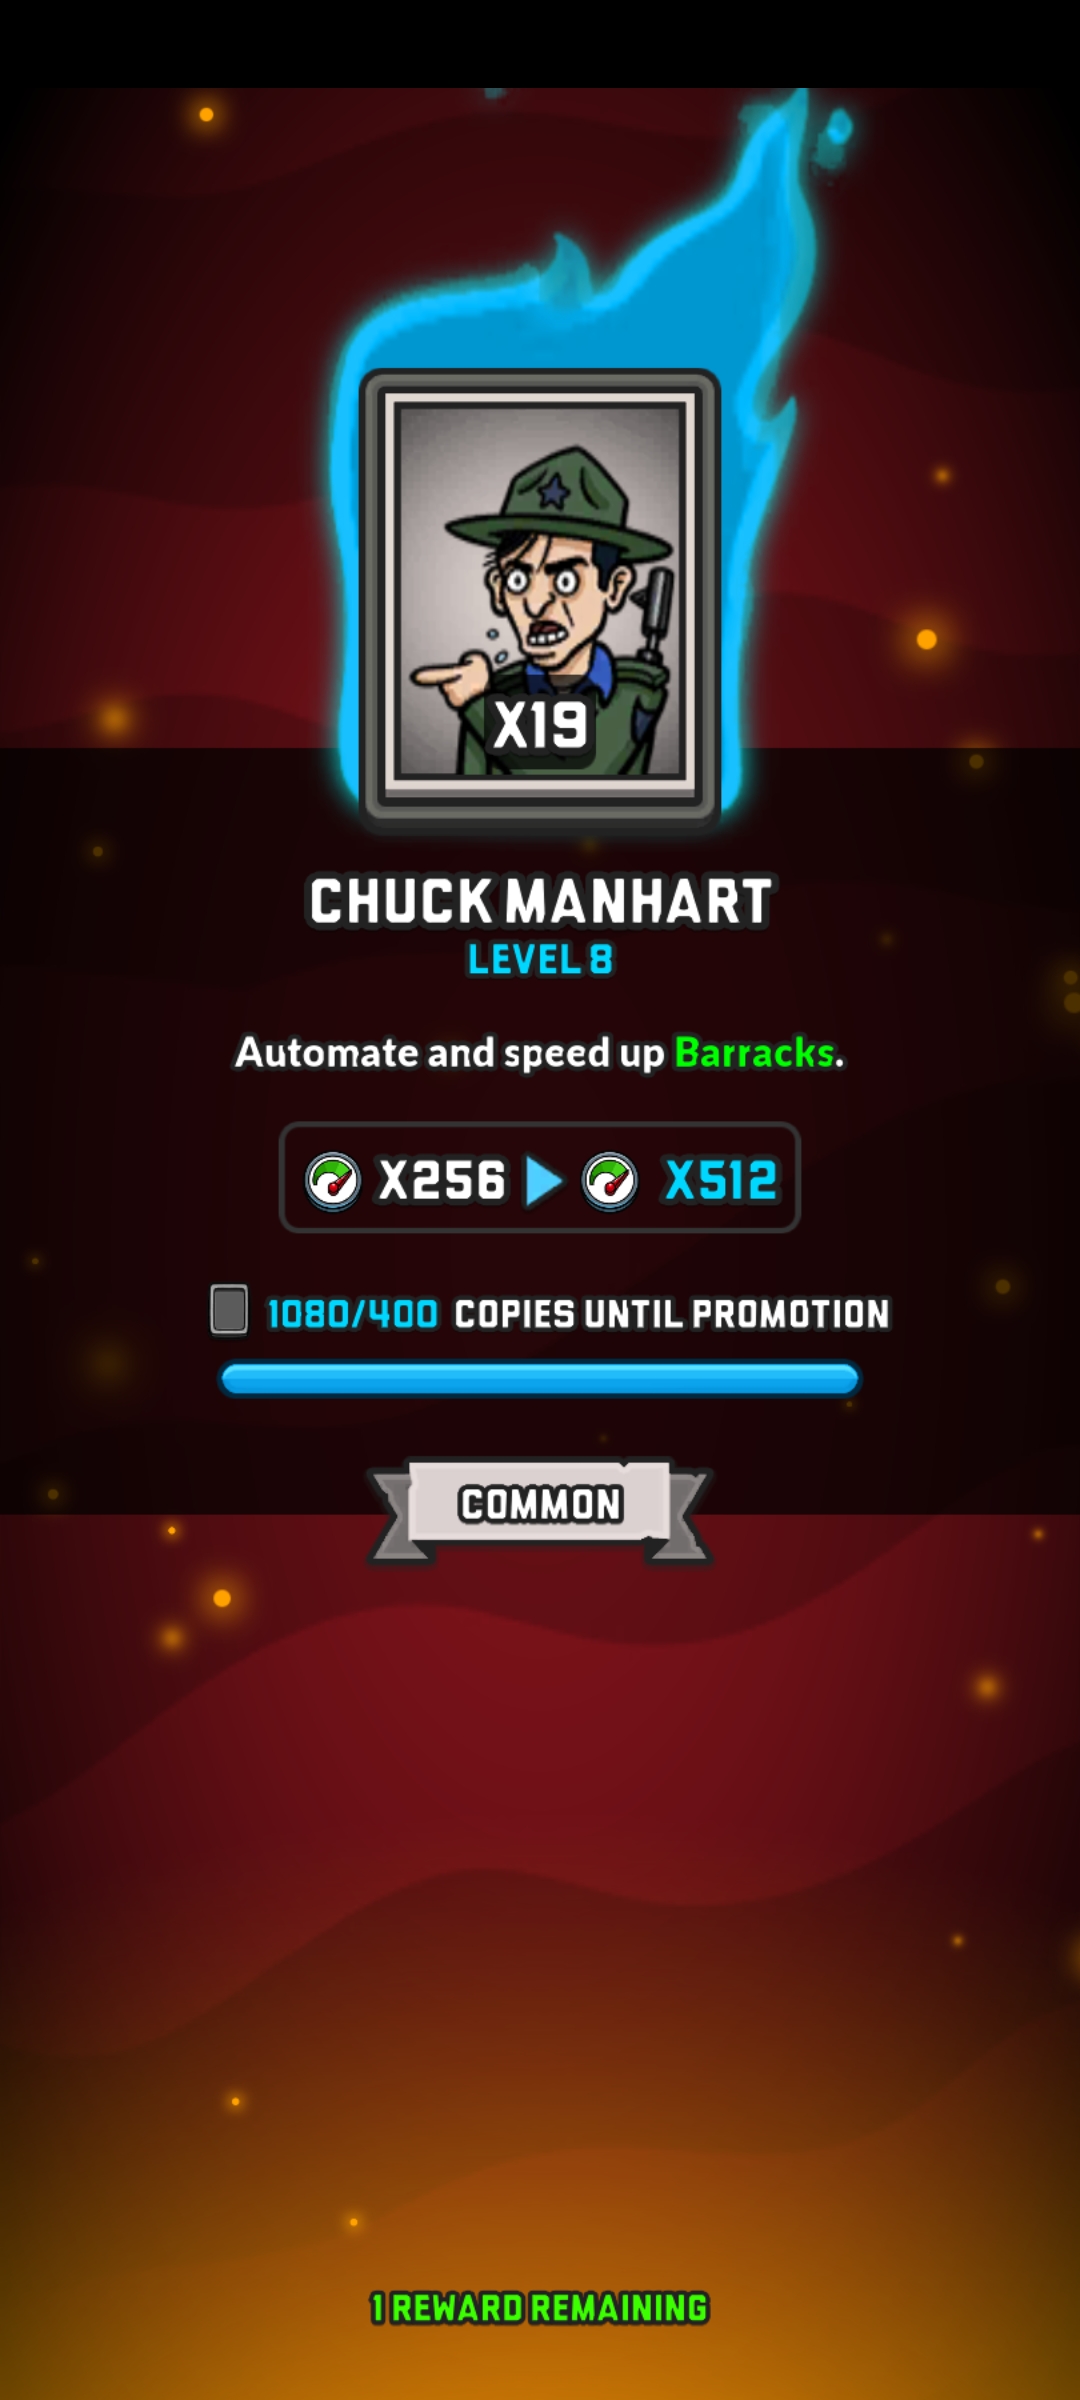 X19
CHUCK MANHART
LEVEL 8
Automate and speed up Barracks.
X256 X512
1080/400 COPIES UNTIL PROMOTION
COMMON
1 REWARD REMAINING